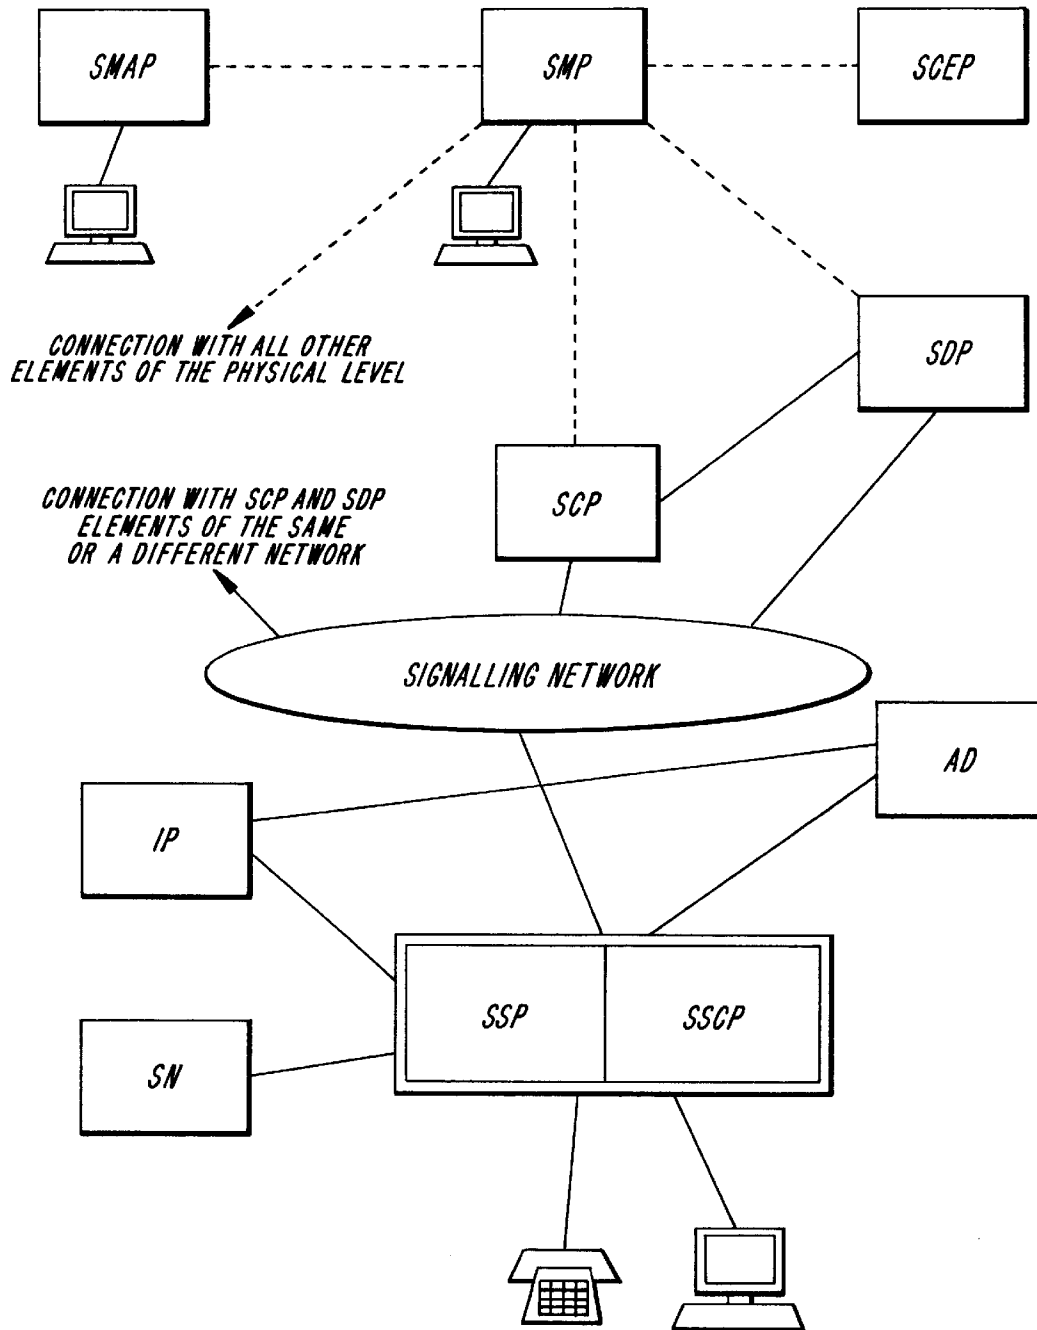 SMAP
SMP
SCEP
CONNECTION WITH ALL OTHER
ELEMENTS OF THE PHYSICAL LEVEL
SDP
CONNECTION WITH SCP AND SDP
ELEMENTS OF THE SAME
OR A DIFFERENT NETWORK
SCP
SIGNALLING NETWORK
AD
IP
SSP
SSCP
SN